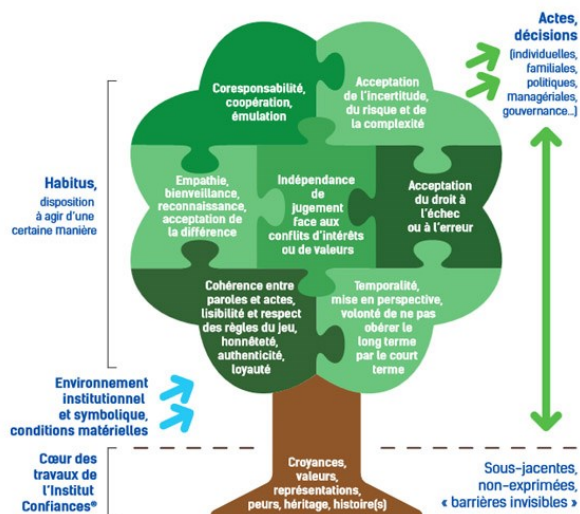 Actes,
décisions
(individuelles,
familiales,
politiques,
managériales,
gouvernance...)
Coresponsabilité,
coopération,
émulation
Acceptation
de l'incertitude,
du risque et de
la complexité
Habitus,
disposition
à agir d'une
certaine manière
Empathie,
bienveillance,
reconnaissance,
acceptation de
la différence
Indépendance
de
jugement
face aux
conflits d'intérêts
ou de valeurs
Acceptation
du droit à
l'échec
ou à l'erreur
Cohérence entre
paroles et actes,
lisibilité et respect
des règles du jeu,
honnêteté,
authenticité,
loyauté
Temporalité,
mise en perspective,
volonté de ne pas
obérer le
long terme
par le court
terme
Environnement
institutionnel
et symbolique,
conditions matérielles
Cœur des
travaux de
l'Institut
Confiances®
Croyances,
valeurs,
représentations,
peurs, héritage, histoire(s)
Sous-jacentes,
non-exprimées,
« barrières invisibles »